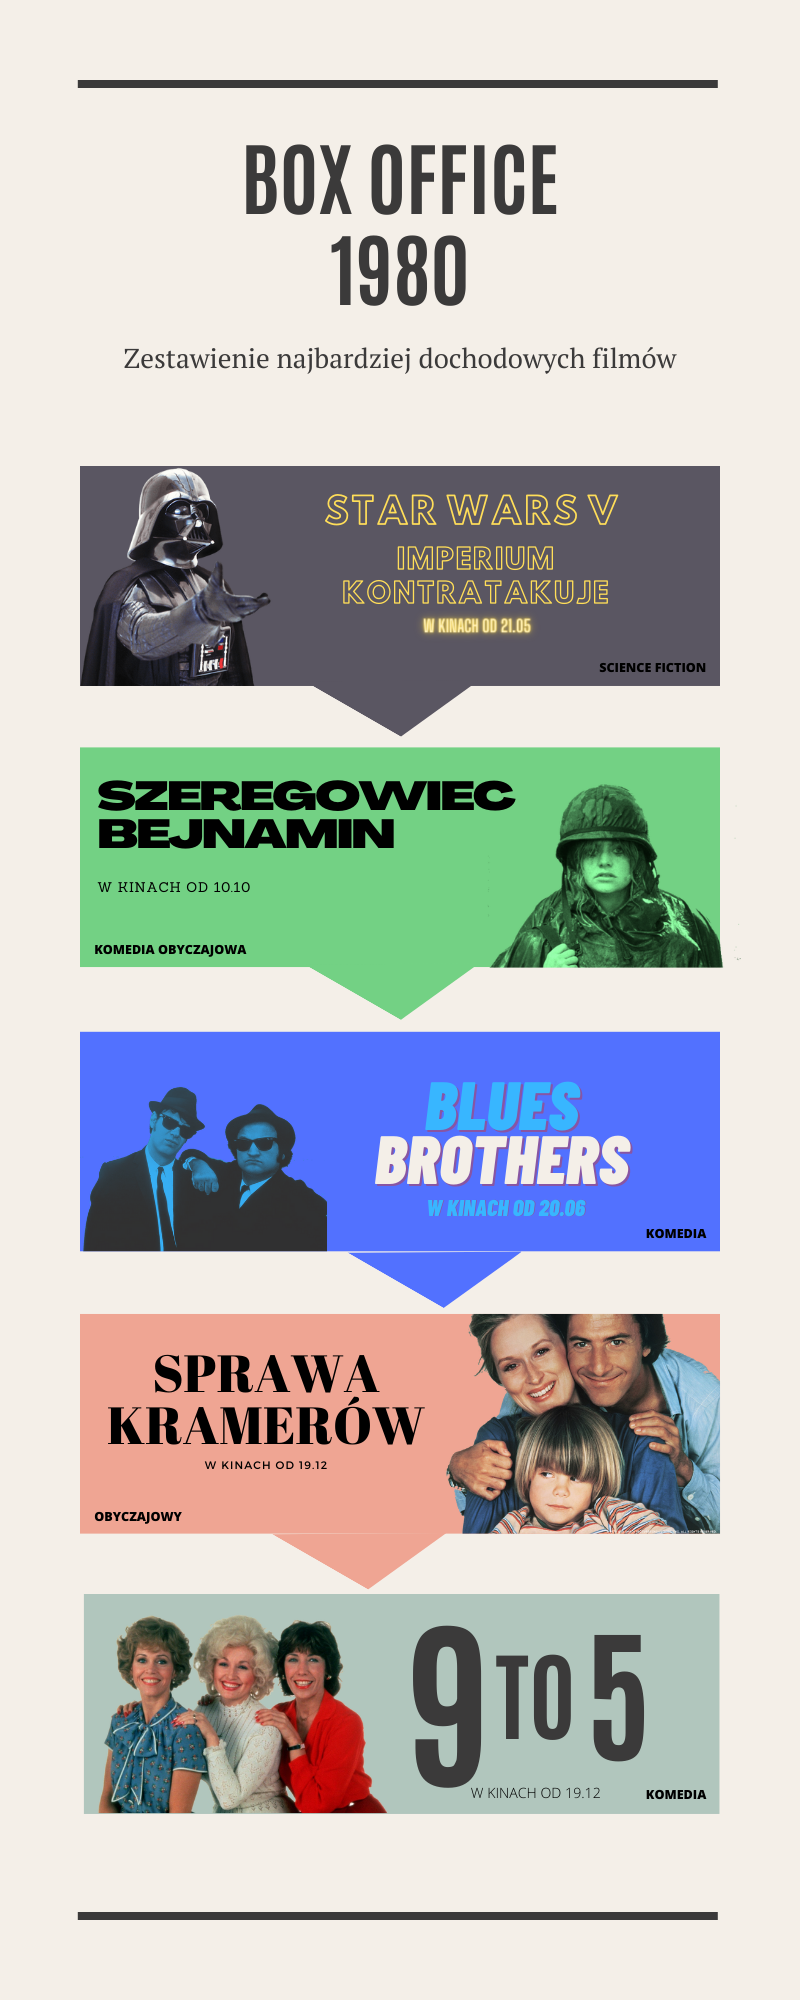 BOX OFFICE
1980
Zestawienie najbardziej dochodowych filmów
STAR WARS V
IMPERIUM
KONTRATAKUJE
W KINACH OD 21.05
SCIENCE FICTION
SZEREGOWIEC
BEJNAMIN
W KINACH OD 10.10
KOMEDIA OBYCZAJOWA
BLUES
BROTHERS
W KINACH OD 20.06
KOMEDIA
SPRAWA
KRAMERÓW
W KINACH OD 19.12
OBYCZAJOWY
9 TO 5
W KINACH OD 19.12
KOMEDIA